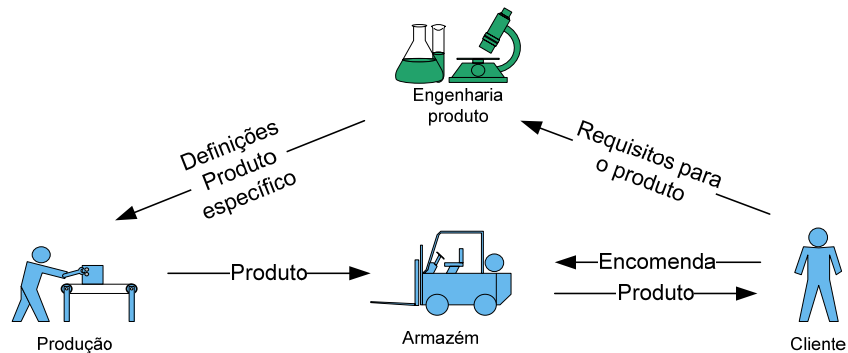 Engenharia
produto
Definições
Produto
específico
Requisitos para
o produto
Produto
Encomenda
Produto
Produção
Armazém
Cliente